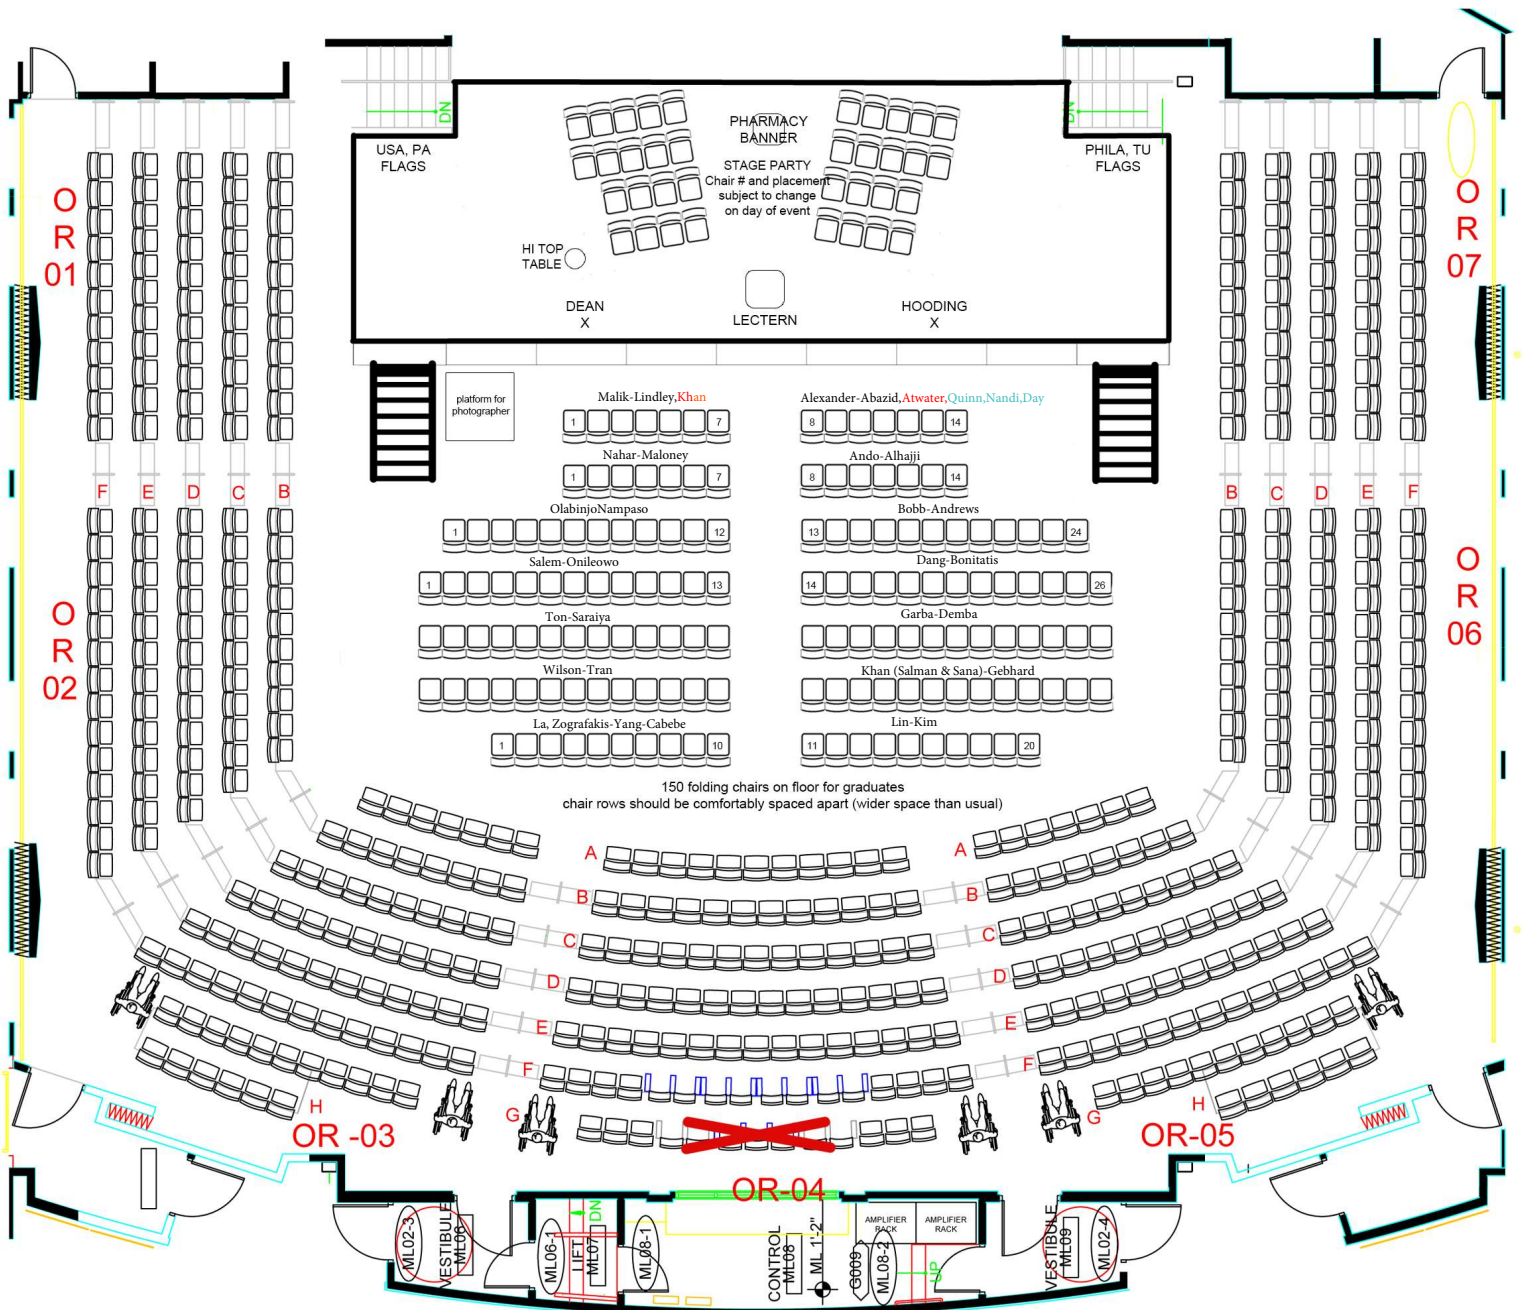 DN
DN
PHARMACY
BANNER
USA, PA
FLAGS
PHILA, TU
FLAGS
STAGE PARTY
Chair # and placement
subject to change
on day of event
O
R
01
O
R
07
HI TOP
TABLE
DEAN
X
HOODING
X
LECTERN
platform for
photographer
Malik-Lindley,Khan
Alexander-Abazid,Atwater,Quinn,Nandi,Day
1 7
8 14
Nahar-Maloney
Ando-Alhajji
1 7
8 14
F E D C B
B C D E F
OlabinjoNampaso
Bobb-Andrews
1 12
13 24
Salem-Onileowo
Dang-Bonitatis
1 13
14 26
O
R
02
O
R
06
Ton-Saraiya
Garba-Demba
Wilson-Tran
Khan (Salman & Sana)-Gebhard
La, Zografakis-Yang-Cabebe
Lin-Kim
1 10
11 20
150 folding chairs on floor for graduates
chair rows should be comfortably spaced apart (wider space than usual)
A A
B B
C C
D D
E E
F F
G G
H H
OR -03
OR-05
OR-04
ML02-3
VESTIBULE
ML06
ML06-1
LIFT
ML07
DN
ML08-1
CONTROL
ML08
ML 1'-2"
AMPLIFIER
RACK
AMPLIFIER
RACK
G009
ML08-2
UP
VESTIBULE
ML09
ML02-4